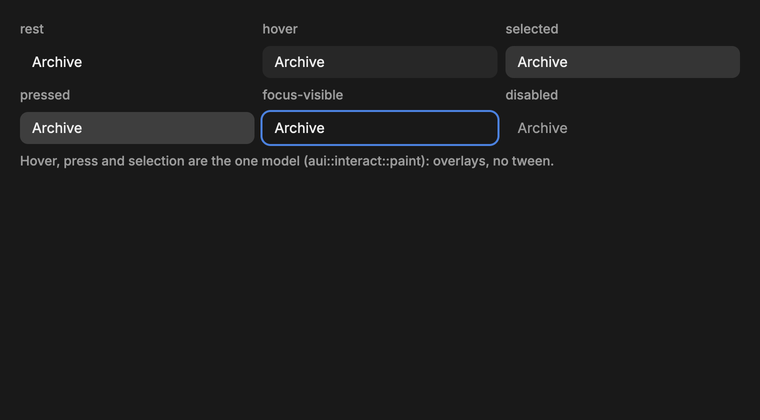 rest
hover
selected
Archive
Archive
Archive
pressed
focus-visible
disabled
Archive
Archive
Archive
Hover, press and selection are the one model (aui::interact::paint): overlays, no tween.